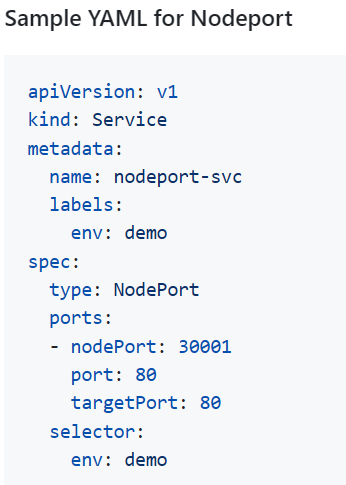 Sample YAML for Nodeport
apiVersion: v1
kind: Service
metadata:
  name: nodeport-svc
  labels:
    env: demo
spec:
  type: NodePort
  ports:
  - nodePort: 30001
    port: 80
    targetPort: 80
  selector:
    env: demo